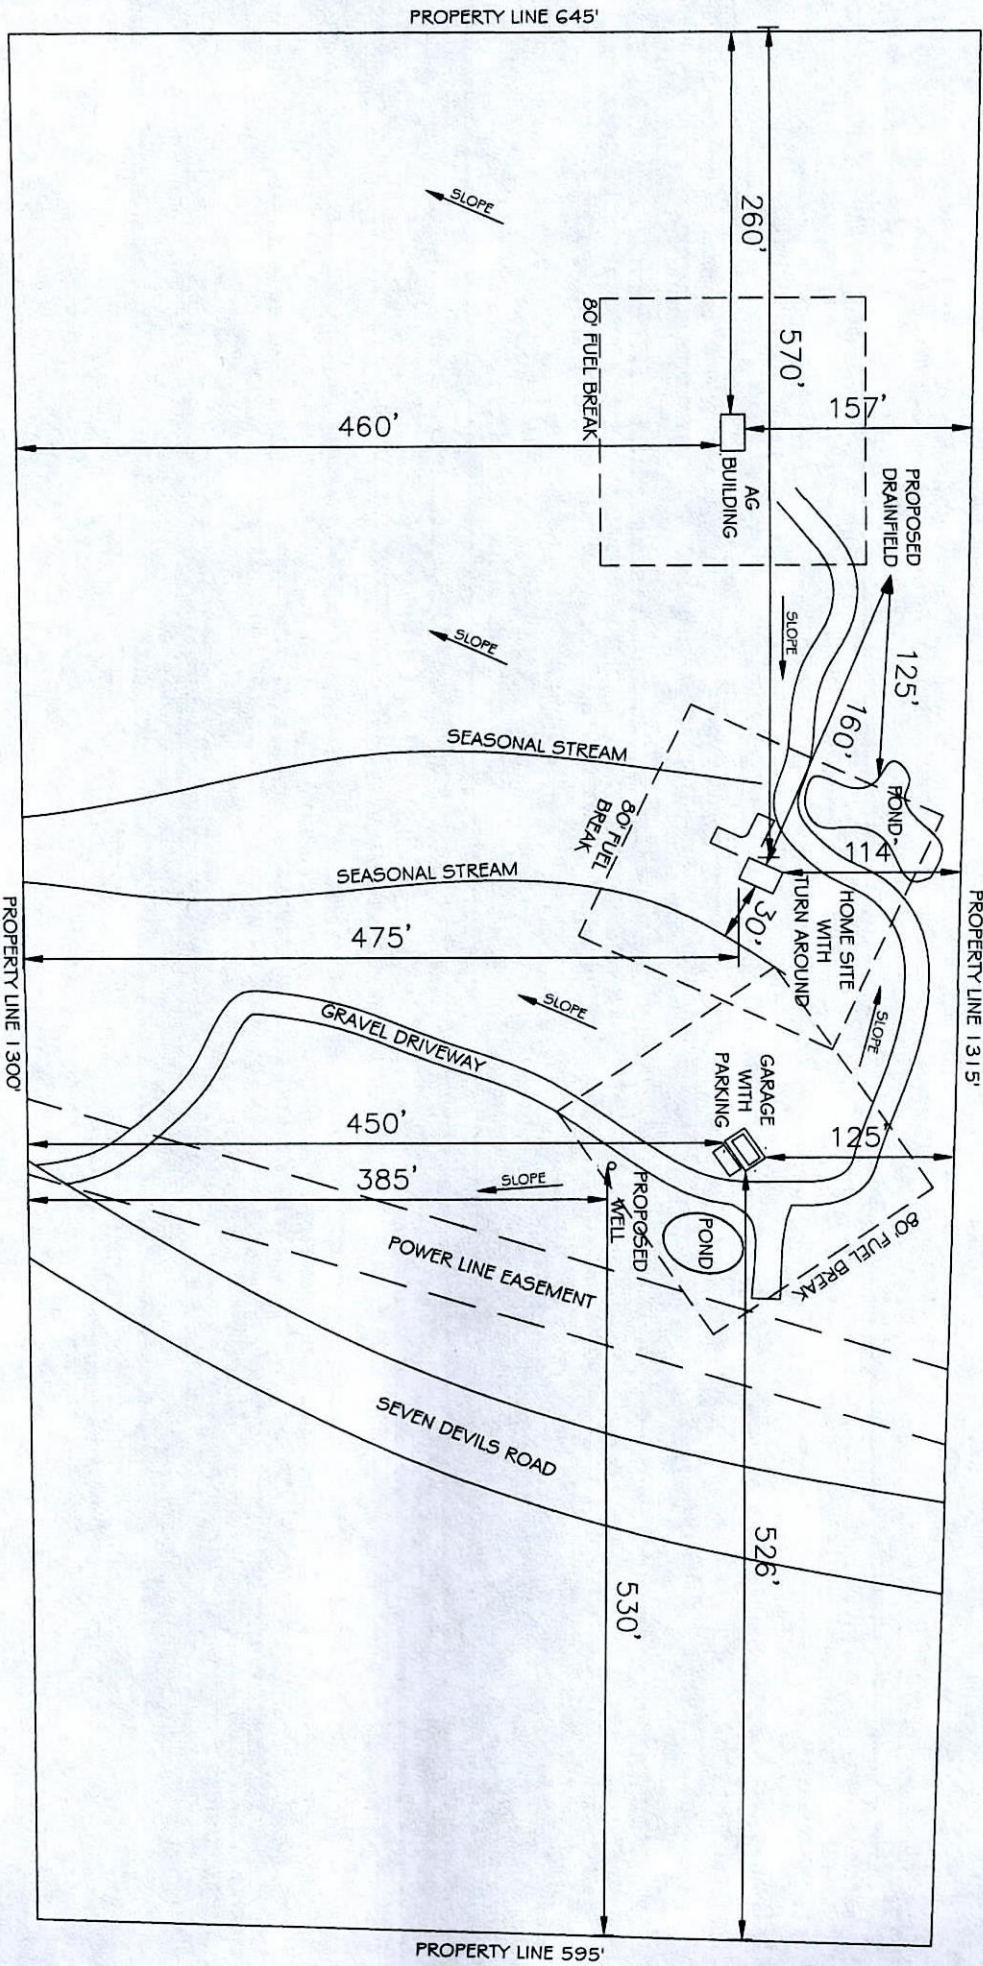 PROPERTY LINE 645'
SLOPE
260'
570'
80' FUEL BREAK
157'
460'
AG
BUILDING
PROPOSED
DRAINFIELD
SLOPE
125'
160'
SLOPE
SEASONAL STREAM
80' FUEL
BREAK
POND
114'
SEASONAL STREAM
30'
HOME SITE
WITH
TURN AROUND
PROPERTY LINE 1315'
PROPERTY LINE 1300'
475'
SLOPE
SLOPE
GRAVEL DRIVEWAY
GARAGE
WITH
PARKING
450'
125'
385'
SLOPE
PROPOSED
WELL
POND
80' FUEL BREAK
POWER LINE EASEMENT
SEVEN DEVILS ROAD
526'
530'
PROPERTY LINE 595'